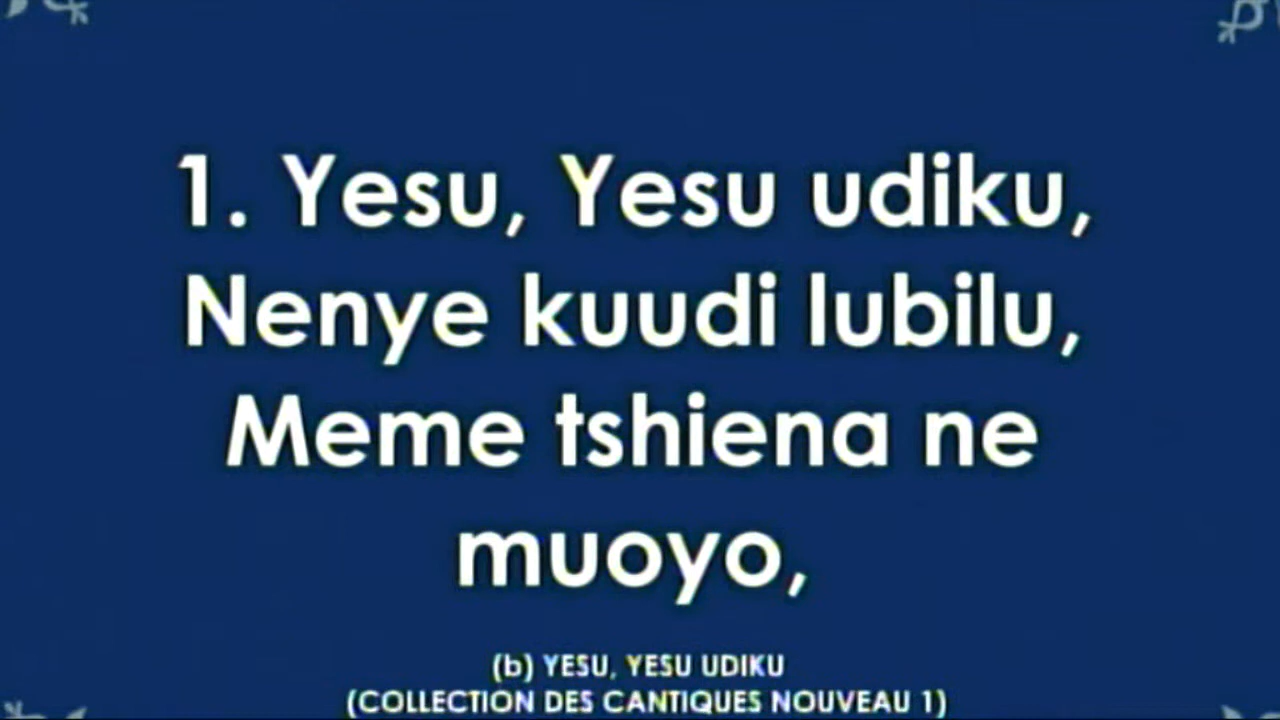 1. Yesu, Yesu udiku,
Nenye kuudi lubilu,
Meme tshiena ne
muoyo,
(b) YESU, YESU UDIKU
(COLLECTION DES CANTIQUES NOUVEAU 1)